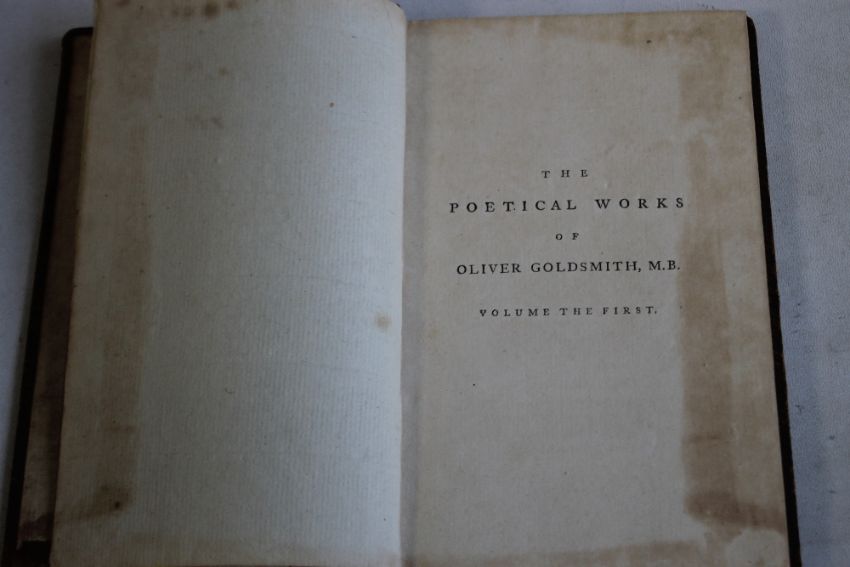 THE
POETICAL WORKS
OF
OLIVER GOLDSMITH, M.B.
VOLUME THE FIRST.